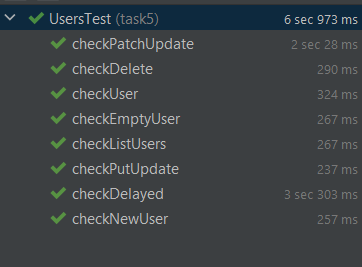 UsersTest (task5) 6 sec 973 ms
checkPatchUpdate 2 sec 28 ms
checkDelete 290 ms
checkUser 324 ms
checkEmptyUser 267 ms
checkListUsers 267 ms
checkPutUpdate 237 ms
checkDelayed 3 sec 303 ms
checkNewUser 257 ms